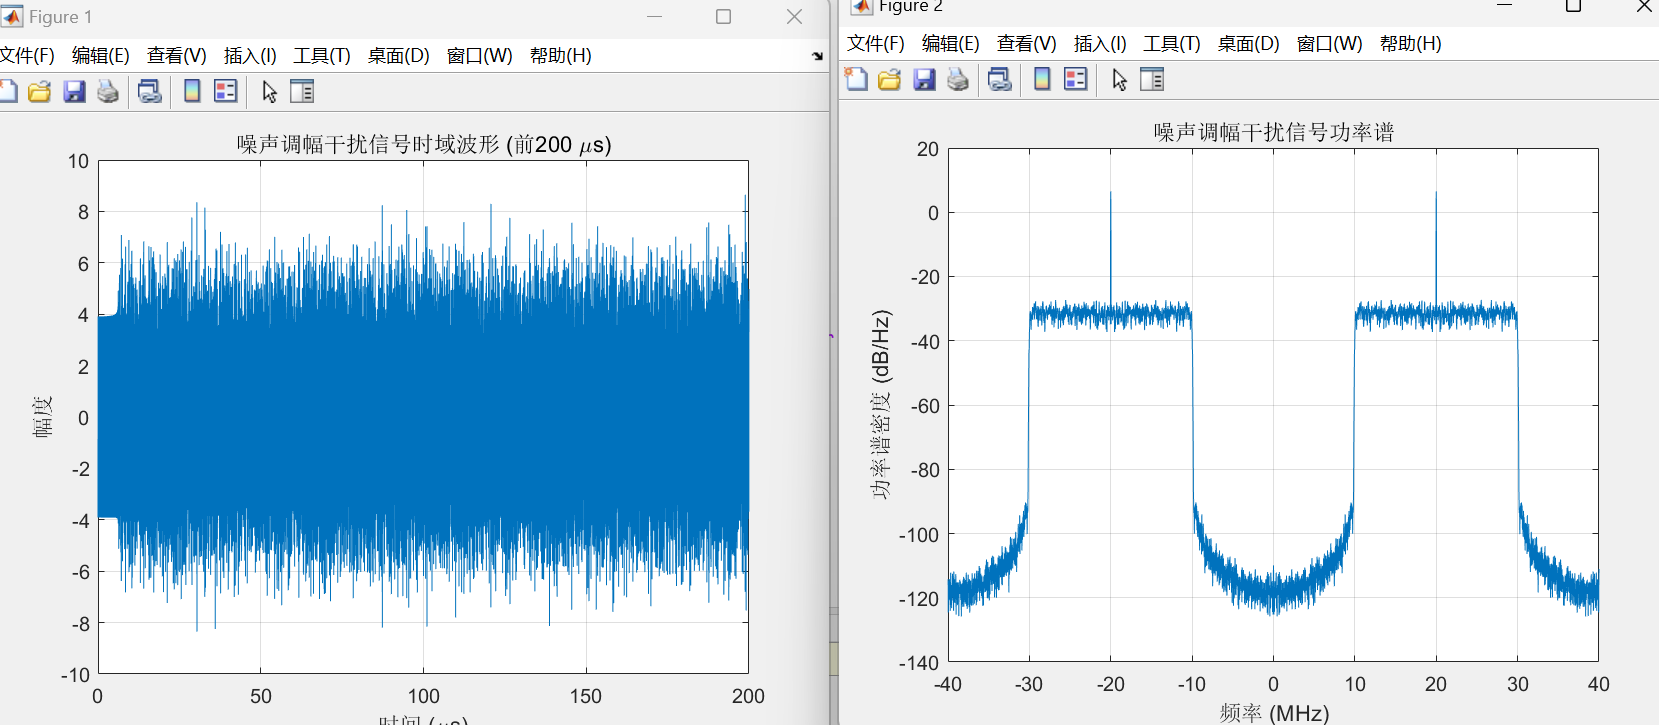 Figure 1
文件(F) 编辑(E) 查看(V) 插入(I) 工具(T) 桌面(D) 窗口(W) 帮助(H)
噪声调幅干扰信号时域波形 (前200 μs)
10
8
6
4
2
0
-2
-4
-6
-8
-10
幅度
0 50 100 150 200
时间 (μs)
Figure 2
文件(F) 编辑(E) 查看(V) 插入(I) 工具(T) 桌面(D) 窗口(W) 帮助(H)
噪声调幅干扰信号功率谱
20
0
-20
-40
-60
-80
-100
-120
-140
功率谱密度 (dB/Hz)
-40 -30 -20 -10 0 10 20 30 40
频率 (MHz)